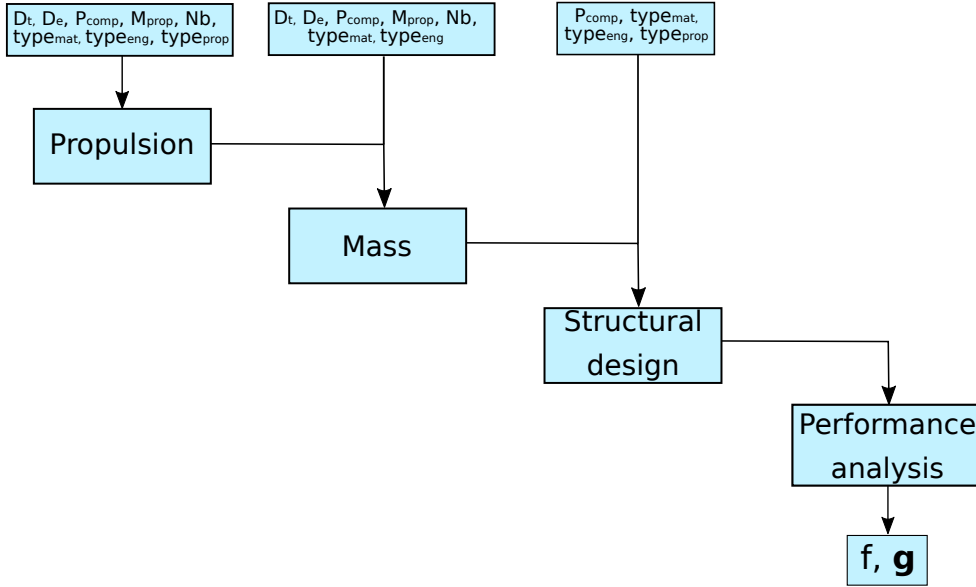 Dt, De, Pcomp, Mprop, Nb,
typemat, typeeng, typeprop
Dt, De, Pcomp, Mprop, Nb,
typemat, typeeng
Pcomp, typemat,
typeeng, typeprop
Propulsion
Mass
Structural
design
Performance
analysis
f, g